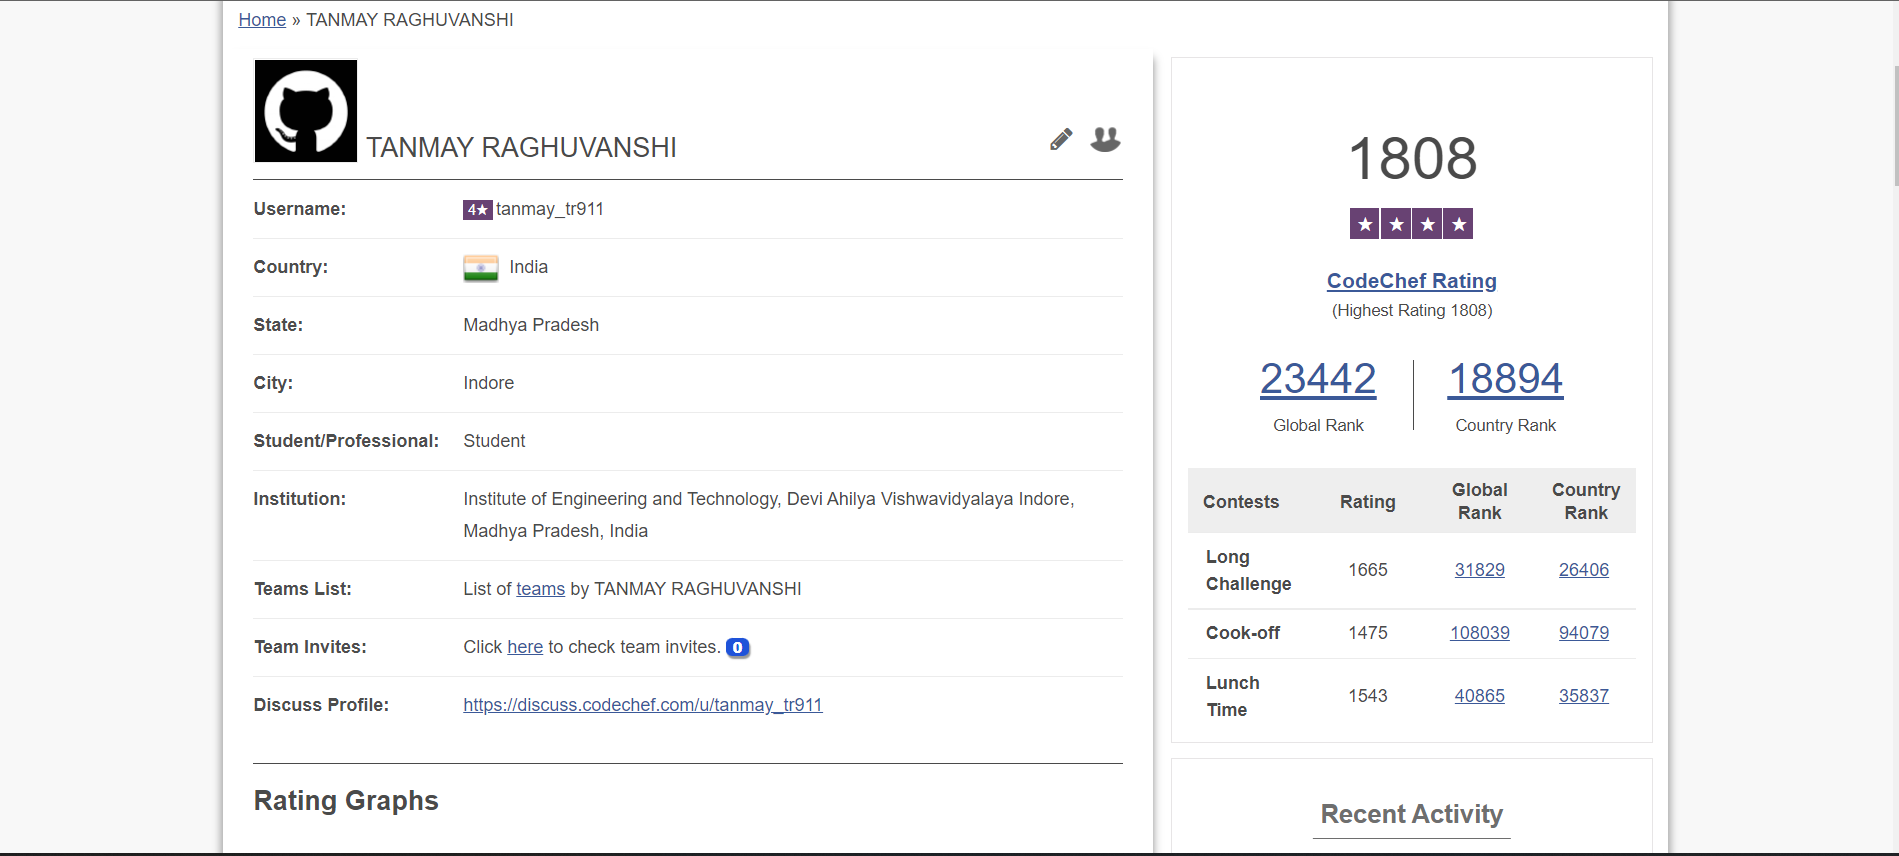 Home » TANMAY RAGHUVANSHI
TANMAY RAGHUVANSHI
Username: 4★ tanmay_tr911
Country: India
State: Madhya Pradesh
City: Indore
Student/Professional: Student
Institution: Institute of Engineering and Technology, Devi Ahilya Vishwavidyalaya Indore,
Madhya Pradesh, India
Teams List: List of teams by TANMAY RAGHUVANSHI
Team Invites: Click here to check team invites. 0
Discuss Profile: https://discuss.codechef.com/u/tanmay_tr911
Rating Graphs
1808
★ ★ ★ ★
CodeChef Rating
(Highest Rating 1808)
23442 18894
Global Rank Country Rank
Contests Rating Global Rank Country Rank
Long Challenge 1665 31829 26406
Cook-off 1475 108039 94079
Lunch Time 1543 40865 35837
Recent Activity